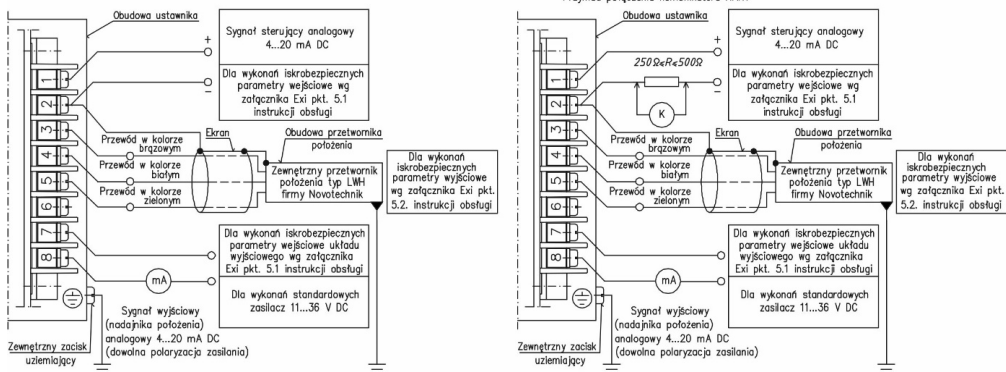 Obudowa ustawnika
Sygnał sterujący analogowy
4...20 mA DC
+
−
Dla wykonań iskrobezpiecznych
parametry wejściowe wg
załącznika Exi pkt. 5.1
instrukcji obsługi
1
2
3
4
5
6
7
8
Przewód w kolorze
brązowym
Przewód w kolorze
białym
Przewód w kolorze
zielonym
Ekran
Obudowa przetwornika
położenia
Zewnętrzny przetwornik
położenia typ LWH
firmy Novotechnik
Dla wykonań
iskrobezpiecznych
parametry wyjściowe
wg załącznika Exi pkt.
5.2. instrukcji obsługi
Dla wykonań iskrobezpiecznych
parametry wejściowe układu
wyjściowego wg załącznika
Exi pkt. 5.1 instrukcji obsługi
mA
Dla wykonań standardowych
zasilacz 11...36 V DC
Sygnał wyjściowy
(nadajnika położenia)
analogowy 4...20 mA DC
(dowolna polaryzacja zasilania)
Zewnętrzny zacisk
uziemiający
Obudowa ustawnika
Sygnał sterujący analogowy
4...20 mA DC
+
−
250Ω≤R≤500Ω
K
Dla wykonań iskrobezpiecznych
parametry wejściowe wg
załącznika Exi pkt. 5.1
instrukcji obsługi
1
2
3
4
5
6
7
8
Przewód w kolorze
brązowym
Przewód w kolorze
białym
Przewód w kolorze
zielonym
Ekran
Obudowa przetwornika
położenia
Zewnętrzny przetwornik
położenia typ LWH
firmy Novotechnik
Dla wykonań
iskrobezpiecznych
parametry wyjściowe
wg załącznika Exi pkt.
5.2. instrukcji obsługi
Dla wykonań iskrobezpiecznych
parametry wejściowe układu
wyjściowego wg załącznika
Exi pkt. 5.1 instrukcji obsługi
mA
Dla wykonań standardowych
zasilacz 11...36 V DC
Sygnał wyjściowy
(nadajnika położenia)
analogowy 4...20 mA DC
(dowolna polaryzacja zasilania)
Zewnętrzny zacisk
uziemiający